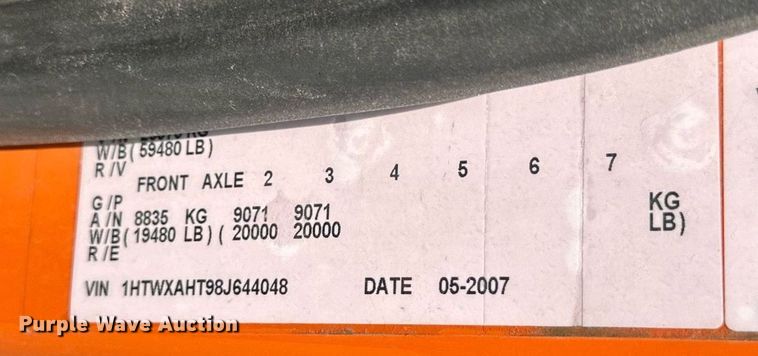 W/B( 59480 LB)
R /V
FRONT AXLE 2 3 4 5 6 7
G /P
A /N 8835 KG 9071 9071 KG
W/B( 19480 LB) ( 20000 20000 LB)
R /E
VIN 1HTWXAHT98J644048 DATE 05-2007
Purple Wave Auction